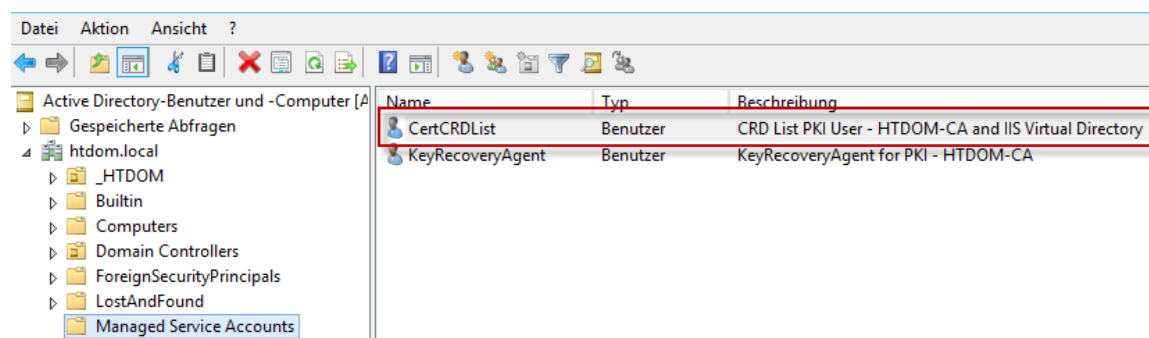 Datei Aktion Ansicht ?
Active Directory-Benutzer und -Computer [A
Gespeicherte Abfragen
htdom.local
_HTDOM
Builtin
Computers
Domain Controllers
ForeignSecurityPrincipals
LostAndFound
Managed Service Accounts
Name Typ Beschreibung
CertCRDList Benutzer CRD List PKI User - HTDOM-CA and IIS Virtual Directory
KeyRecoveryAgent Benutzer KeyRecoveryAgent for PKI - HTDOM-CA